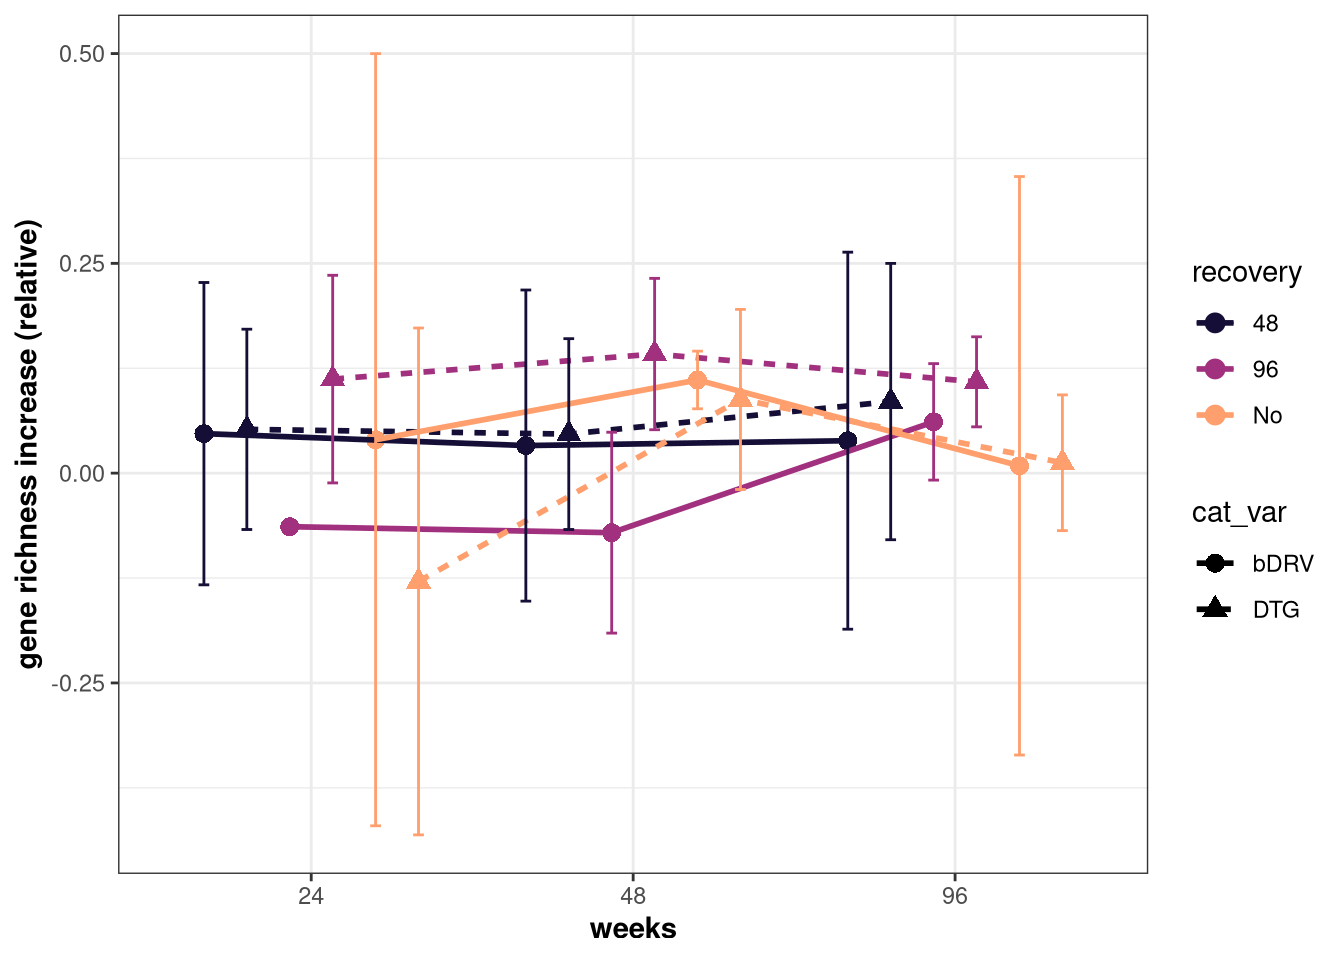 0.50
0.25
0.00
-0.25
gene richness increase (relative)
24
48
96
weeks
recovery
48
96
No
cat_var
bDRV
DTG